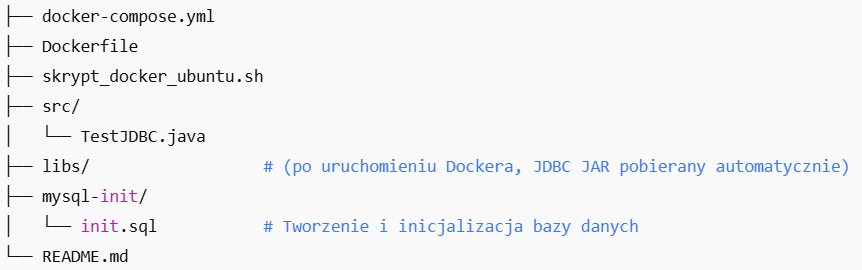 ├── docker-compose.yml
├── Dockerfile
├── skrypt_docker_ubuntu.sh
├── src/
│   └── TestJDBC.java
├── libs/                 # (po uruchomieniu Dockera, JDBC JAR pobierany automatycznie)
├── mysql-init/
│   └── init.sql          # Tworzenie i inicjalizacja bazy danych
└── README.md